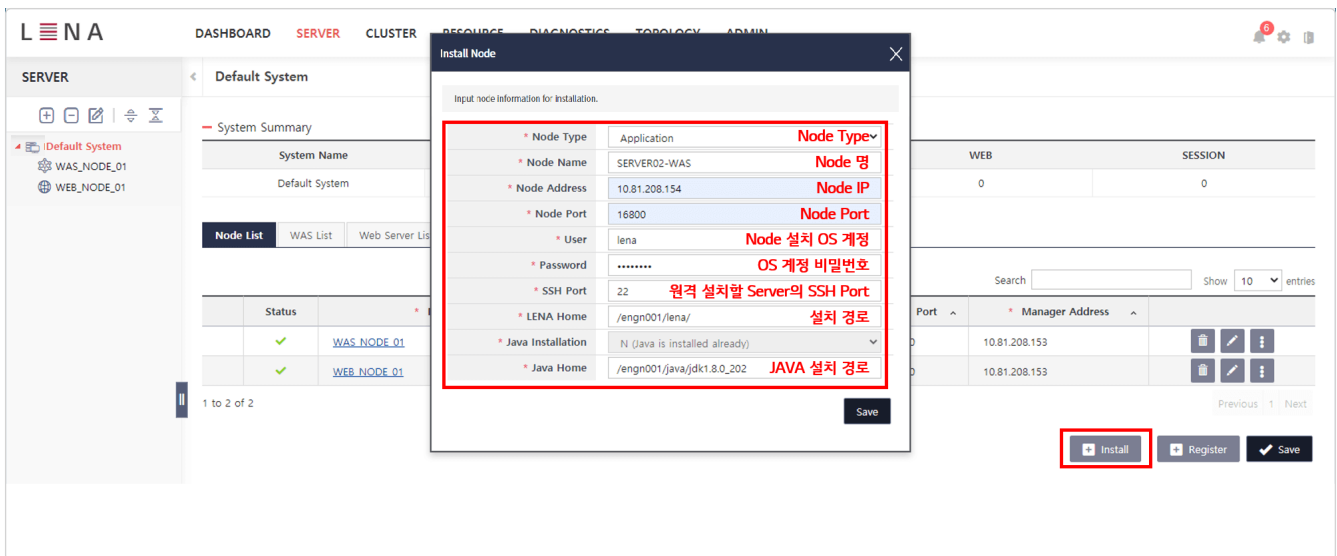 LENA
DASHBOARD SERVER CLUSTER RESOURCE DIAGNOSTICS TOPOLOGY ADMIN
6
SERVER
Default System
Default System
WAS_NODE_01
WEB_NODE_01
System Summary
System Name WEB SESSION
Default System 0 0
Node List WAS List Web Server Lis
Search Show 10 entries
Status Port Manager Address
WAS_NODE_01 10.81.208.153
WEB_NODE_01 10.81.208.153
1 to 2 of 2
Previous 1 Next
Install Register Save
Install Node
Input node information for installation.
* Node Type Application Node Type
* Node Name SERVER02-WAS Node 명
* Node Address 10.81.208.154 Node IP
* Node Port 16800 Node Port
* User lena Node 설치 OS 계정
* Password •••••••• OS 계정 비밀번호
* SSH Port 22 원격 설치할 Server의 SSH Port
* LENA Home /engn001/lena/ 설치 경로
* Java Installation N (Java is installed already)
* Java Home /engn001/java/jdk1.8.0_202 JAVA 설치 경로
Save